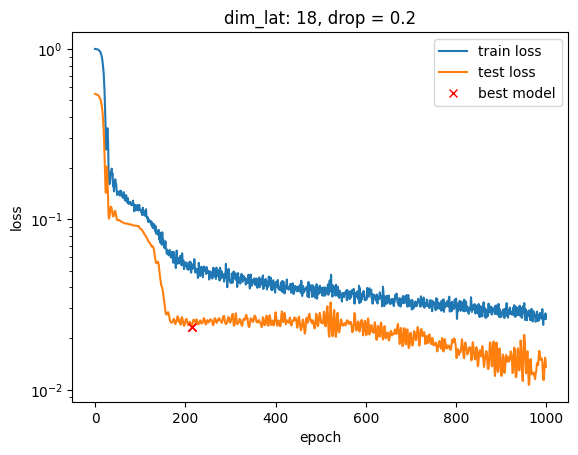 dim_lat: 18, drop = 0.2
train loss
test loss
best model
loss
10^0
10^-1
10^-2
0
200
400
600
800
1000
epoch